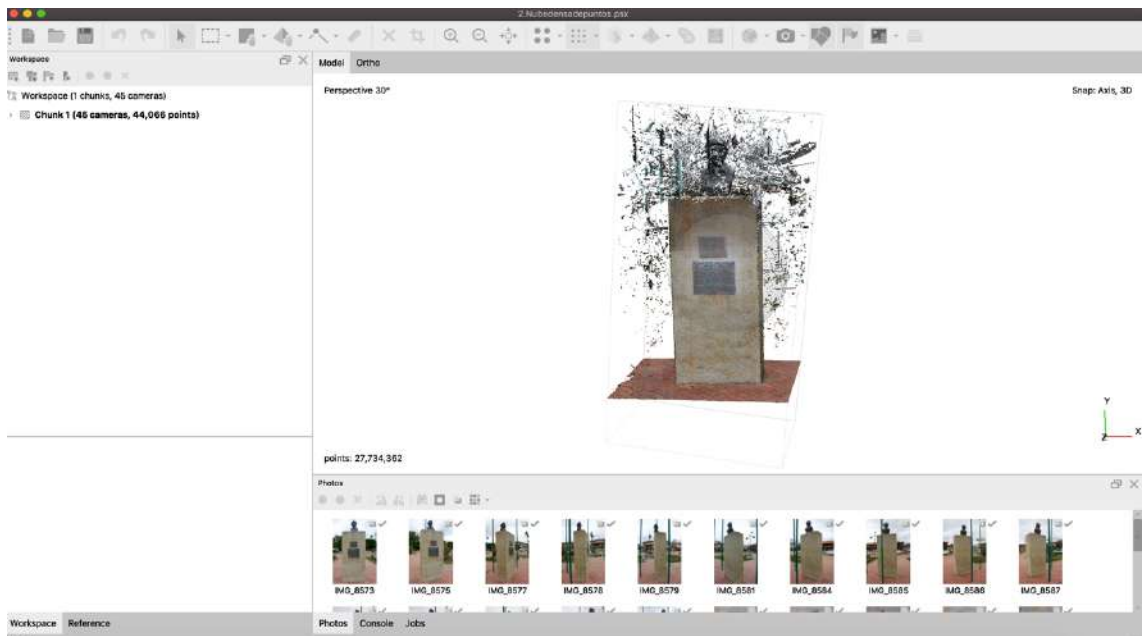 2.Nubedensadepuntos.psx
Workspace
Workspace (1 chunks, 45 cameras)
Chunk 1 (45 cameras, 44,066 points)
Model Ortho
Perspective 30°
Snap: Axis, 3D
Y
X
Z
points: 27,734,362
Photos
IMG_8573 IMG_8575 IMG_8577 IMG_8578 IMG_8579 IMG_8581 IMG_8584 IMG_8585 IMG_8586 IMG_8587
Workspace Reference
Photos Console Jobs